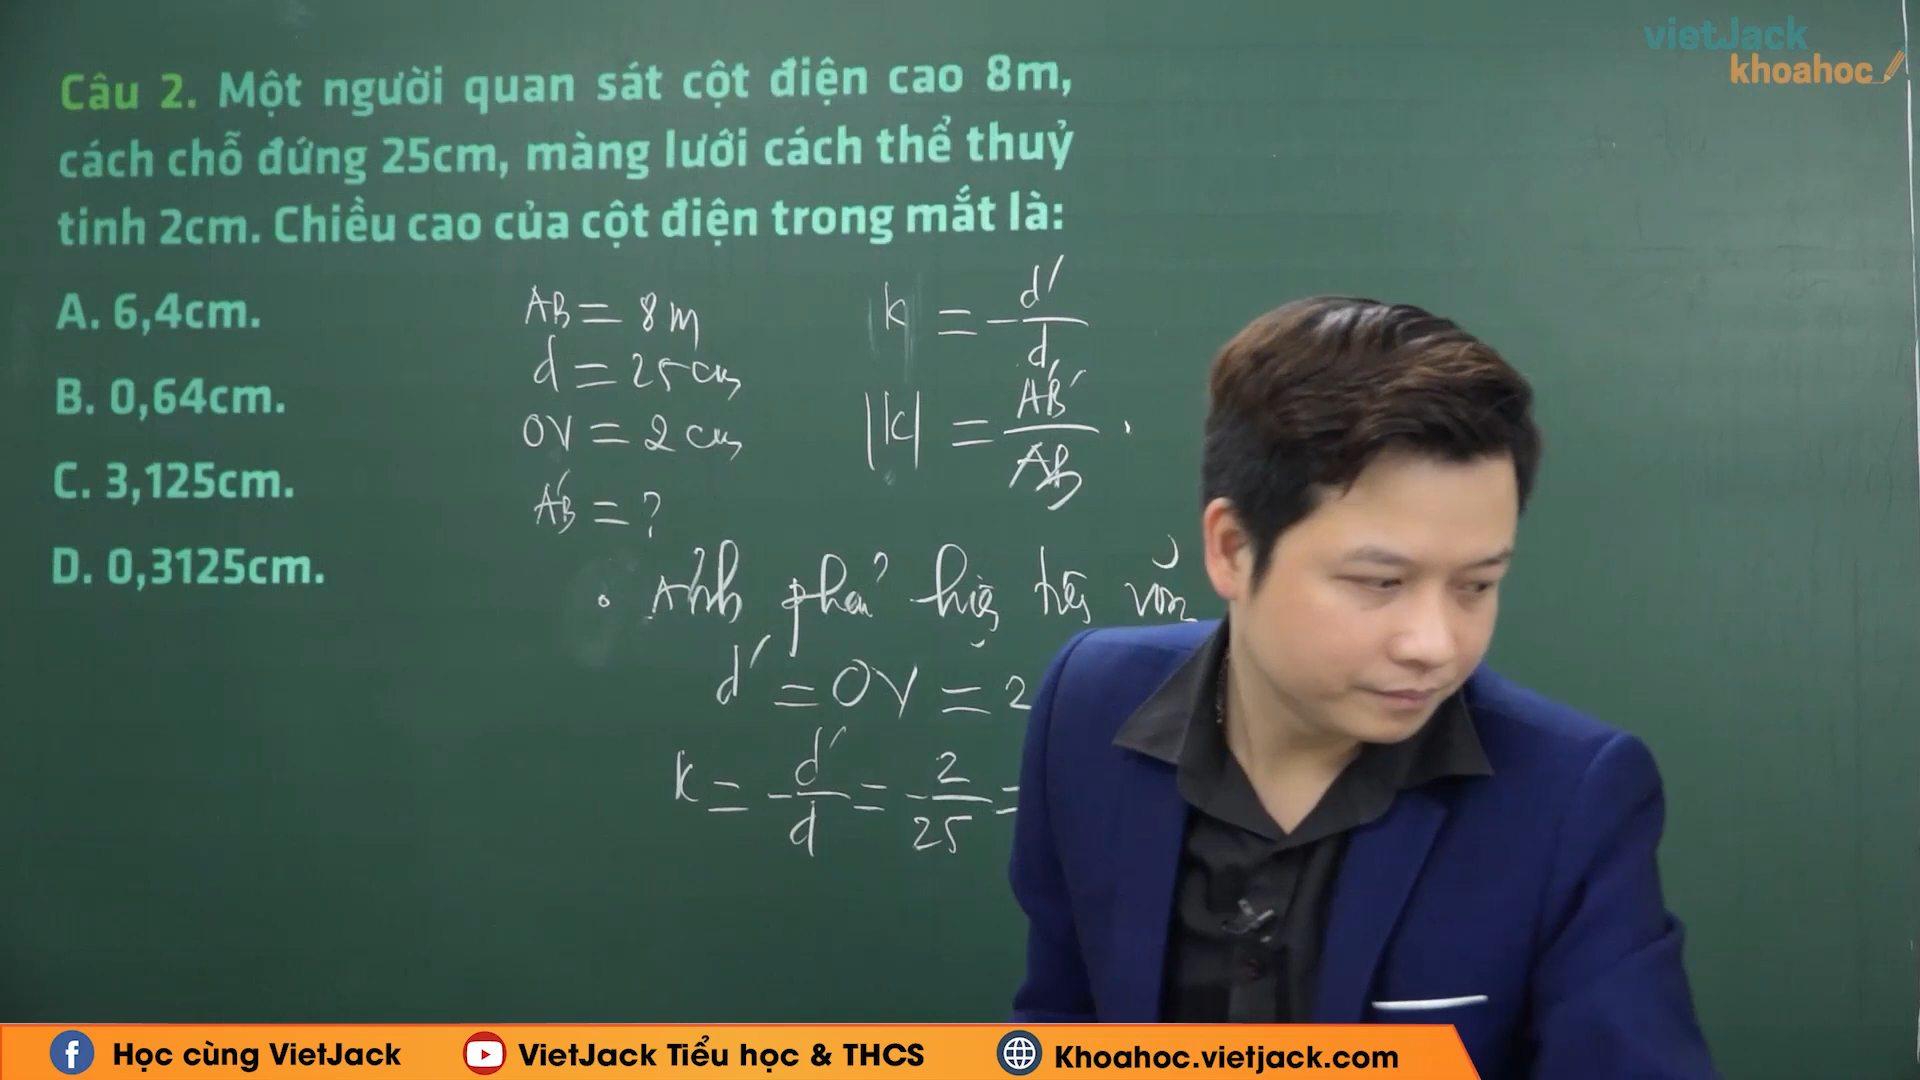 vietJack
khoahoc
Câu 2. Một người quan sát cột điện cao 8m,
cách chỗ đứng 25cm, màng lưới cách thể thuỷ
tinh 2cm. Chiều cao của cột điện trong mắt là:
A. 6,4cm.
B. 0,64cm.
C. 3,125cm.
D. 0,3125cm.
AB = 8m
d = 25cm
OV = 2cm
A'B' = ?
k = -d'/d
|k| = A'B'/AB
Ảnh phải hiện trên võng
d' = OV = 2
k = -d'/d = -2/25 =
Học cùng VietJack
VietJack Tiểu học & THCS
Khoahoc.vietjack.com